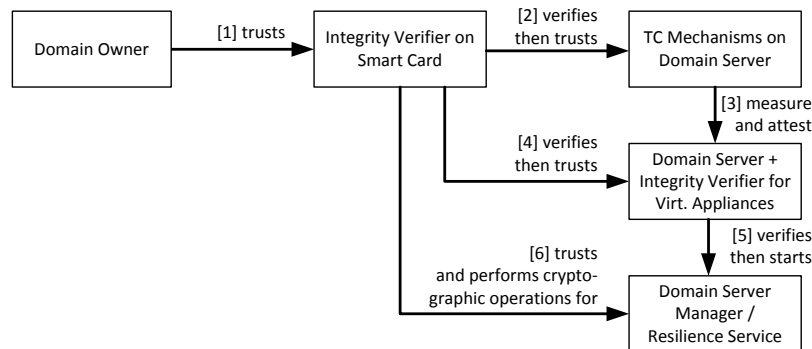 Domain Owner
[1] trusts
Integrity Verifier on
Smart Card
[2] verifies
then trusts
TC Mechanisms on
Domain Server
[3] measure
and attest
[4] verifies
then trusts
Domain Server +
Integrity Verifier for
Virt. Appliances
[5] verifies
then starts
[6] trusts
and performs crypto-
graphic operations for
Domain Server
Manager /
Resilience Service